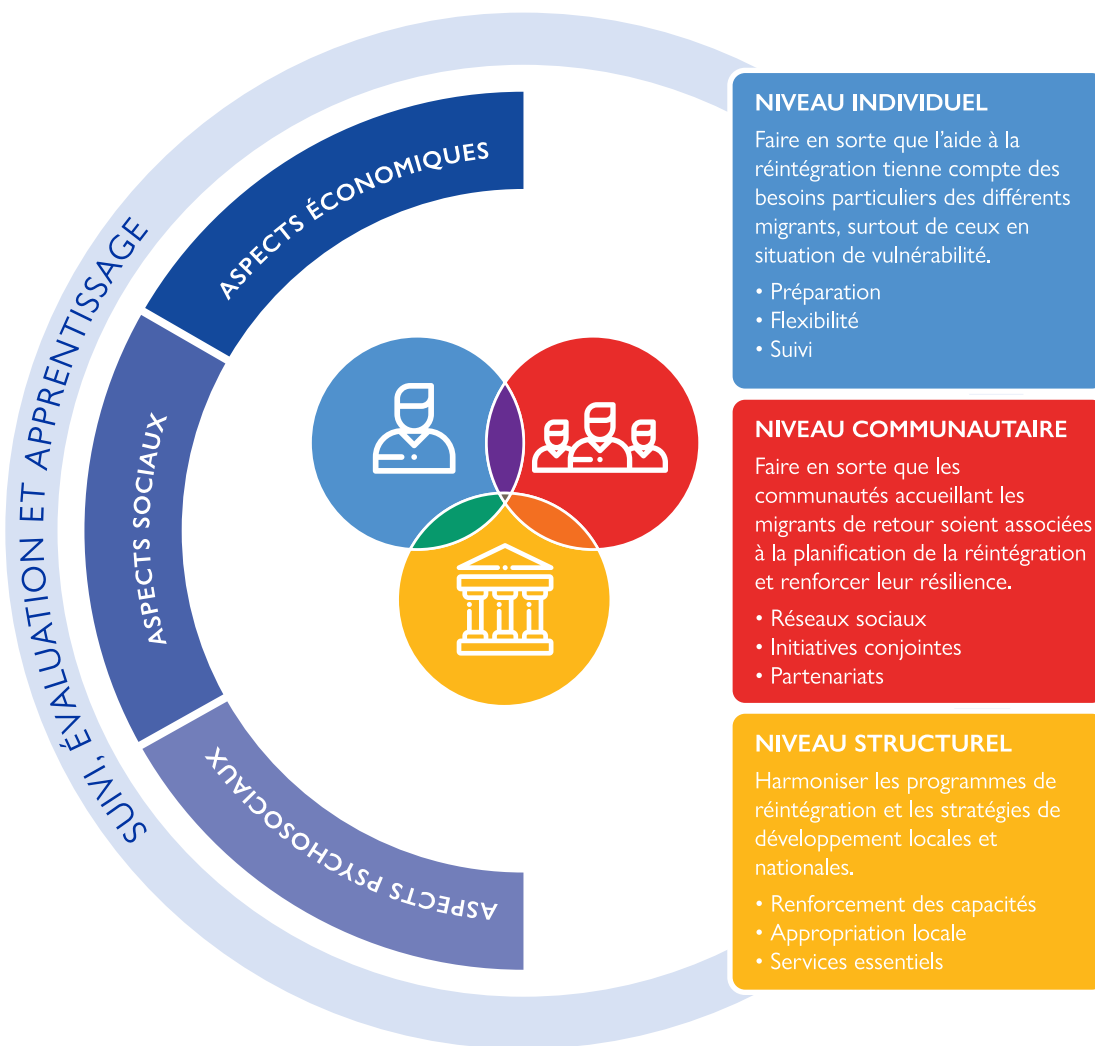 SUIVI, ÉVALUATION ET APPRENTISSAGE
ASPECTS ÉCONOMIQUES
ASPECTS SOCIAUX
ASPECTS PSYCHOSOCIAUX
NIVEAU INDIVIDUEL
Faire en sorte que l'aide à la
réintégration tienne compte des
besoins particuliers des différents
migrants, surtout de ceux en
situation de vulnérabilité.
• Préparation
• Flexibilité
• Suivi
NIVEAU COMMUNAUTAIRE
Faire en sorte que les
communautés accueillant les
migrants de retour soient associées
à la planification de la réintégration
et renforcer leur résilience.
• Réseaux sociaux
• Initiatives conjointes
• Partenariats
NIVEAU STRUCTUREL
Harmoniser les programmes de
réintégration et les stratégies de
développement locales et
nationales.
• Renforcement des capacités
• Appropriation locale
• Services essentiels